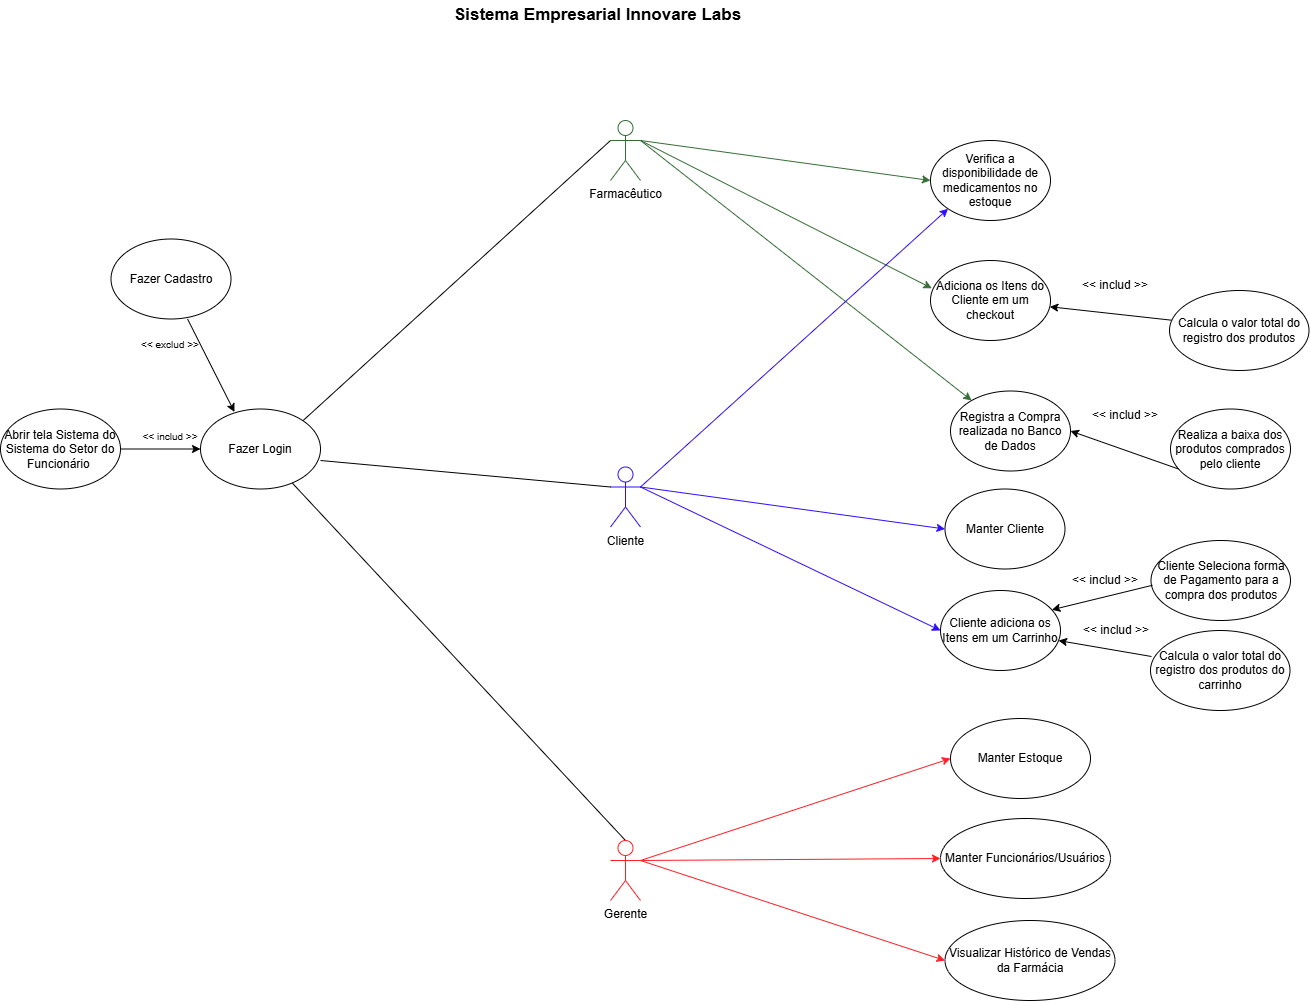 Sistema Empresarial Innovare Labs
Farmacêutico
Verifica a
disponibilidade de
medicamentos no
estoque
Fazer Cadastro
<< exclud >>
Adiciona os Itens do
Cliente em um
checkout
<< includ >>
Calcula o valor total do
registro dos produtos
Abrir tela Sistema do
Sistema do Setor do
Funcionário
<< includ >>
Fazer Login
Registra a Compra
realizada no Banco
de Dados
<< includ >>
Realiza a baixa dos
produtos comprados
pelo cliente
Cliente
Manter Cliente
Cliente adiciona os
Itens em um Carrinho
<< includ >>
Cliente Seleciona forma
de Pagamento para a
compra dos produtos
<< includ >>
Calcula o valor total do
registro dos produtos do
carrinho
Manter Estoque
Manter Funcionários/Usuários
Gerente
Visualizar Histórico de Vendas
da Farmácia